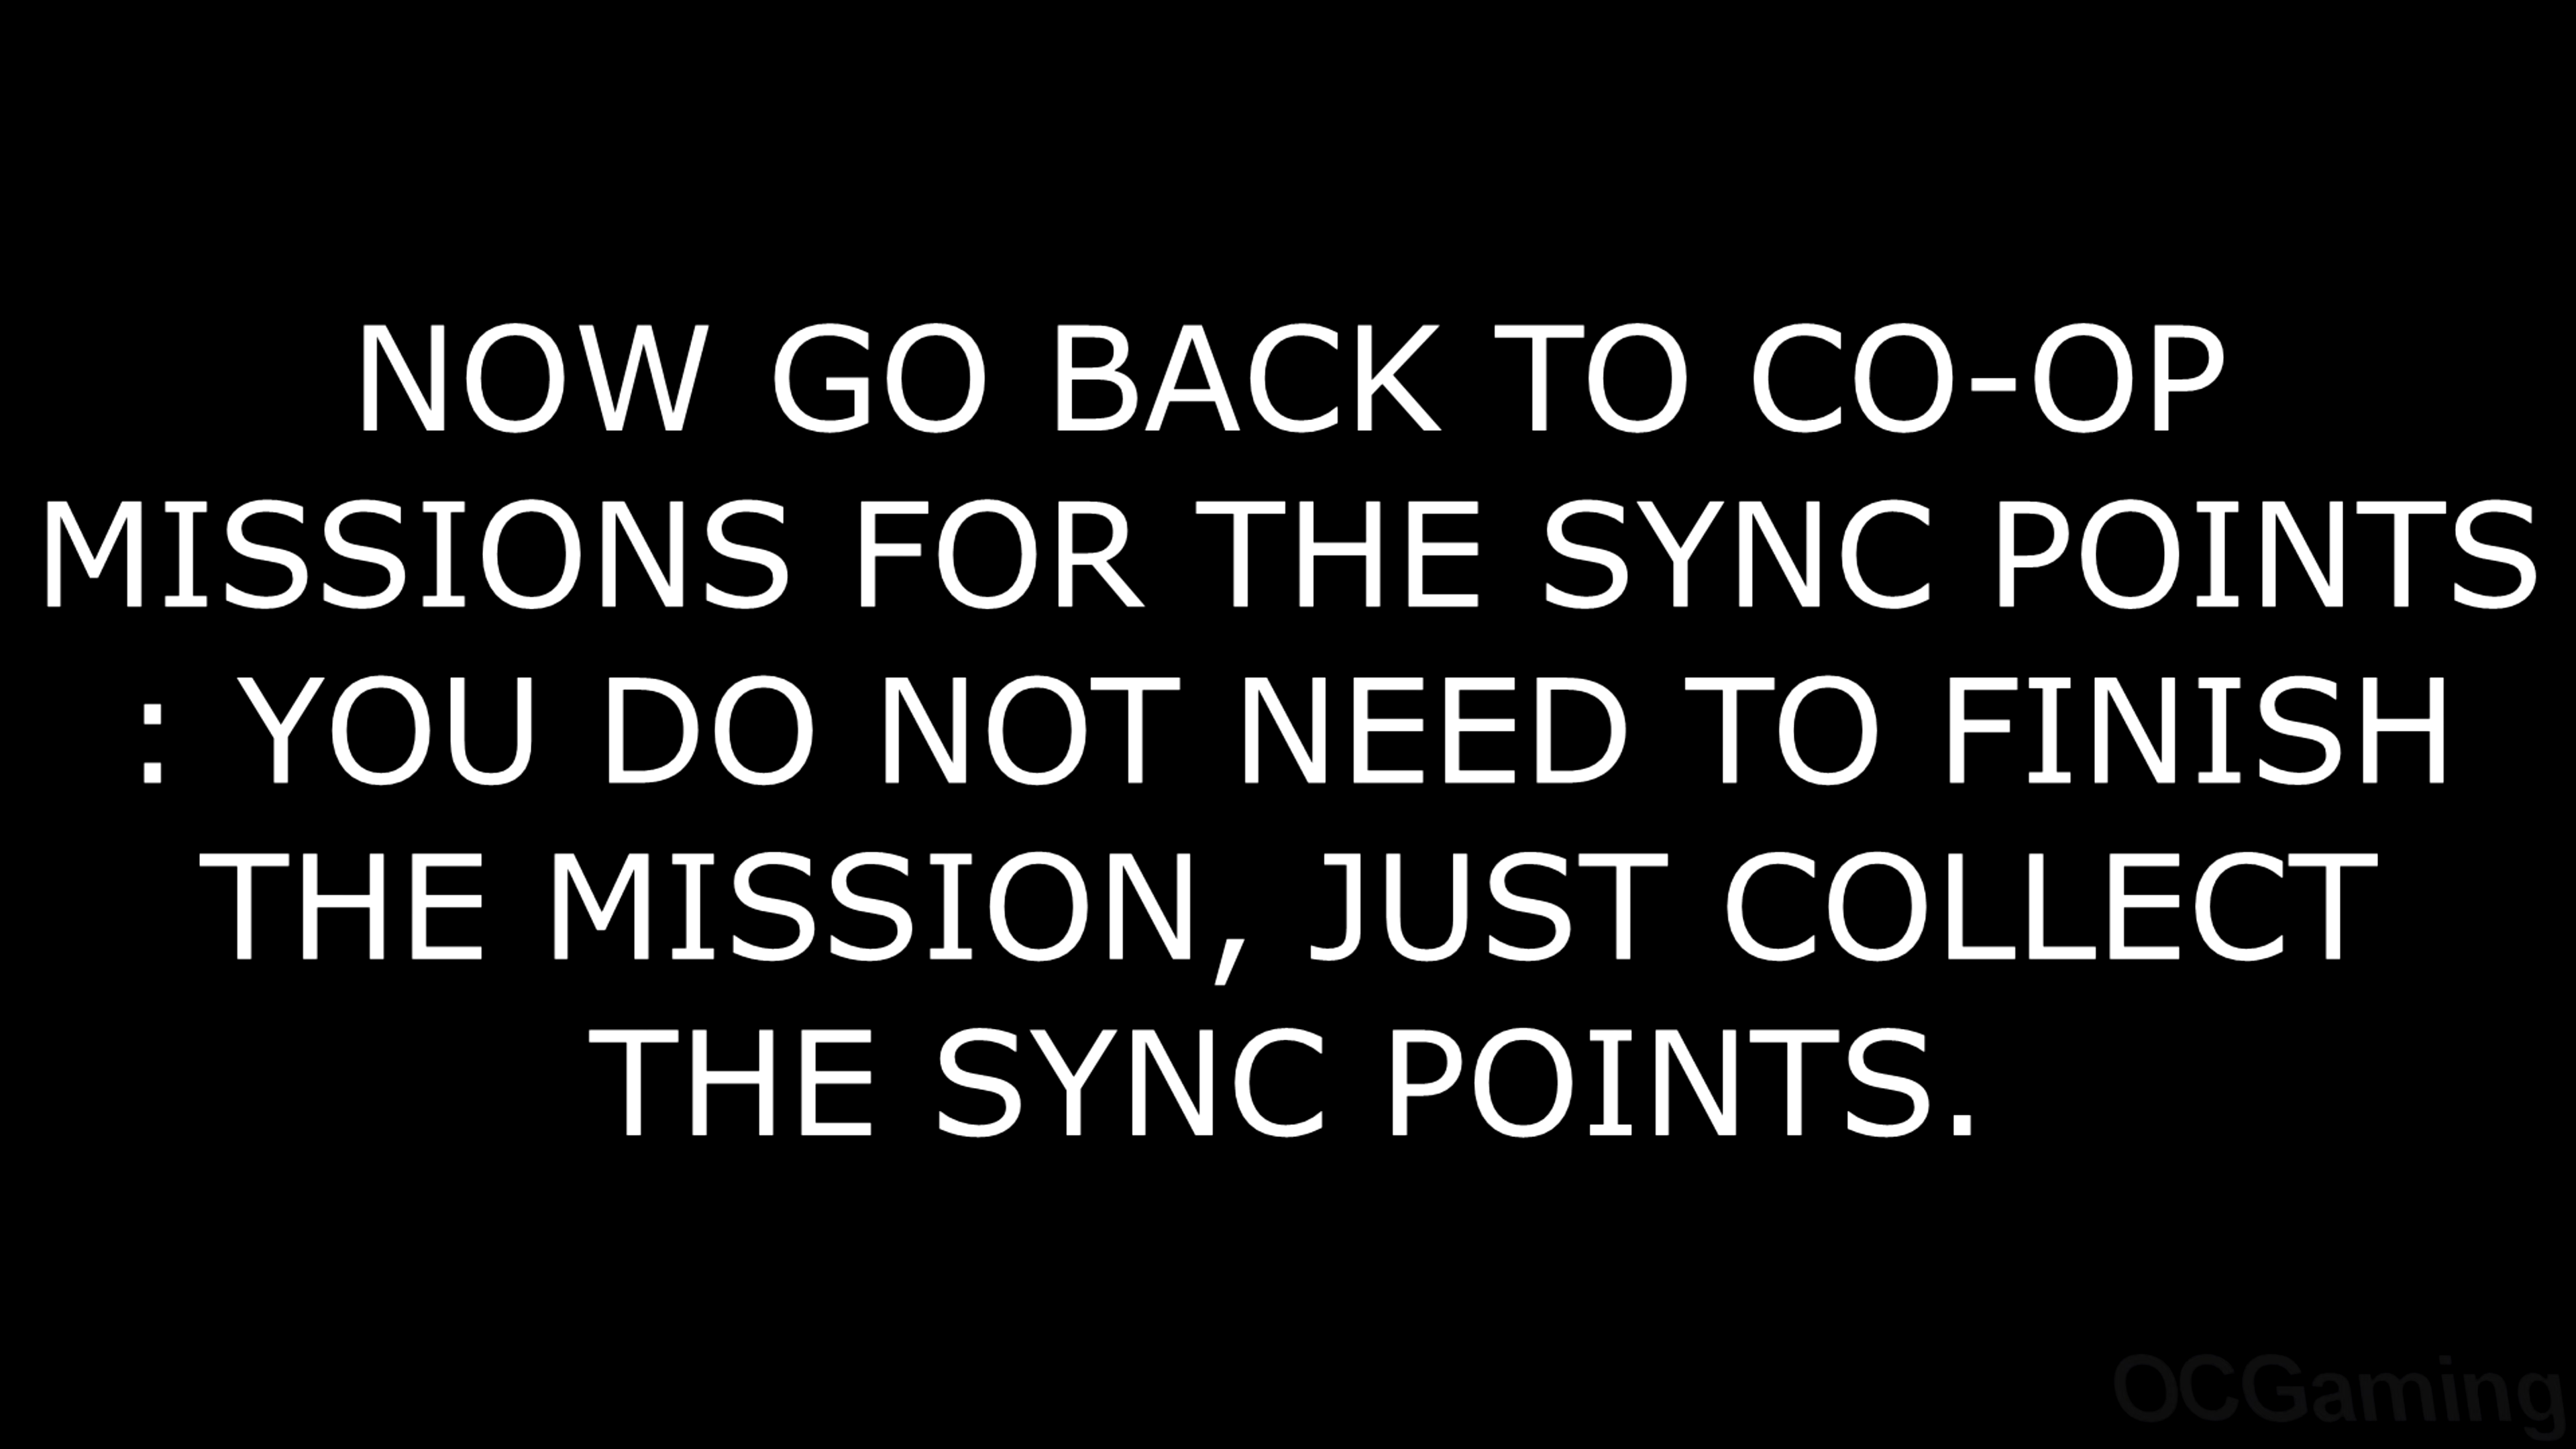 NOW GO BACK TO CO-OP
MISSIONS FOR THE SYNC POINTS
: YOU DO NOT NEED TO FINISH
THE MISSION, JUST COLLECT
THE SYNC POINTS.
OCGaming